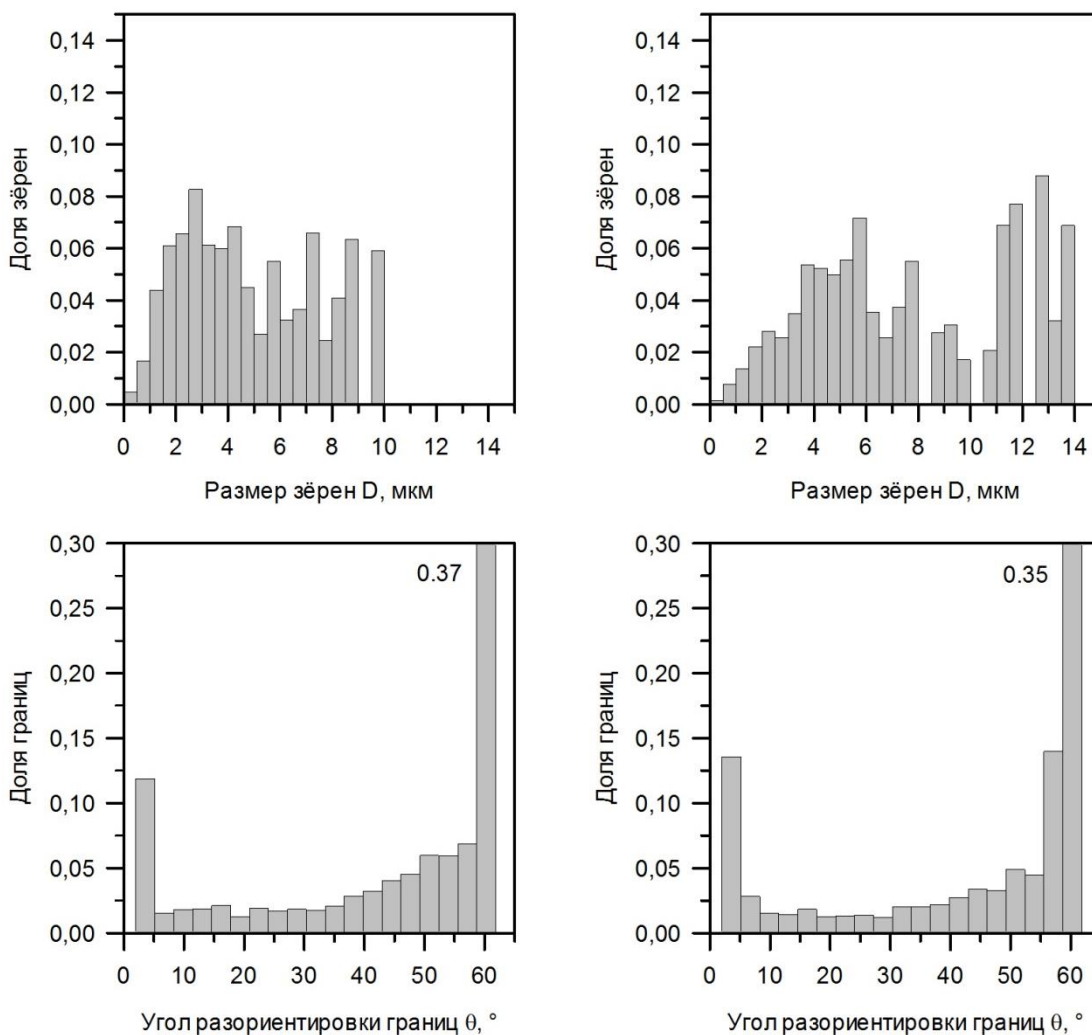 0,14
0,12
0,10
0,08
0,06
0,04
0,02
0,00
Доля зёрен
0 2 4 6 8 10 12 14
Размер зёрен D, мкм
0,14
0,12
0,10
0,08
0,06
0,04
0,02
0,00
Доля зёрен
0 2 4 6 8 10 12 14
Размер зёрен D, мкм
0,30
0,25
0,20
0,15
0,10
0,05
0,00
Доля границ
0.37
0 10 20 30 40 50 60
Угол разориентировки границ θ, °
0,30
0,25
0,20
0,15
0,10
0,05
0,00
Доля границ
0.35
0 10 20 30 40 50 60
Угол разориентировки границ θ, °